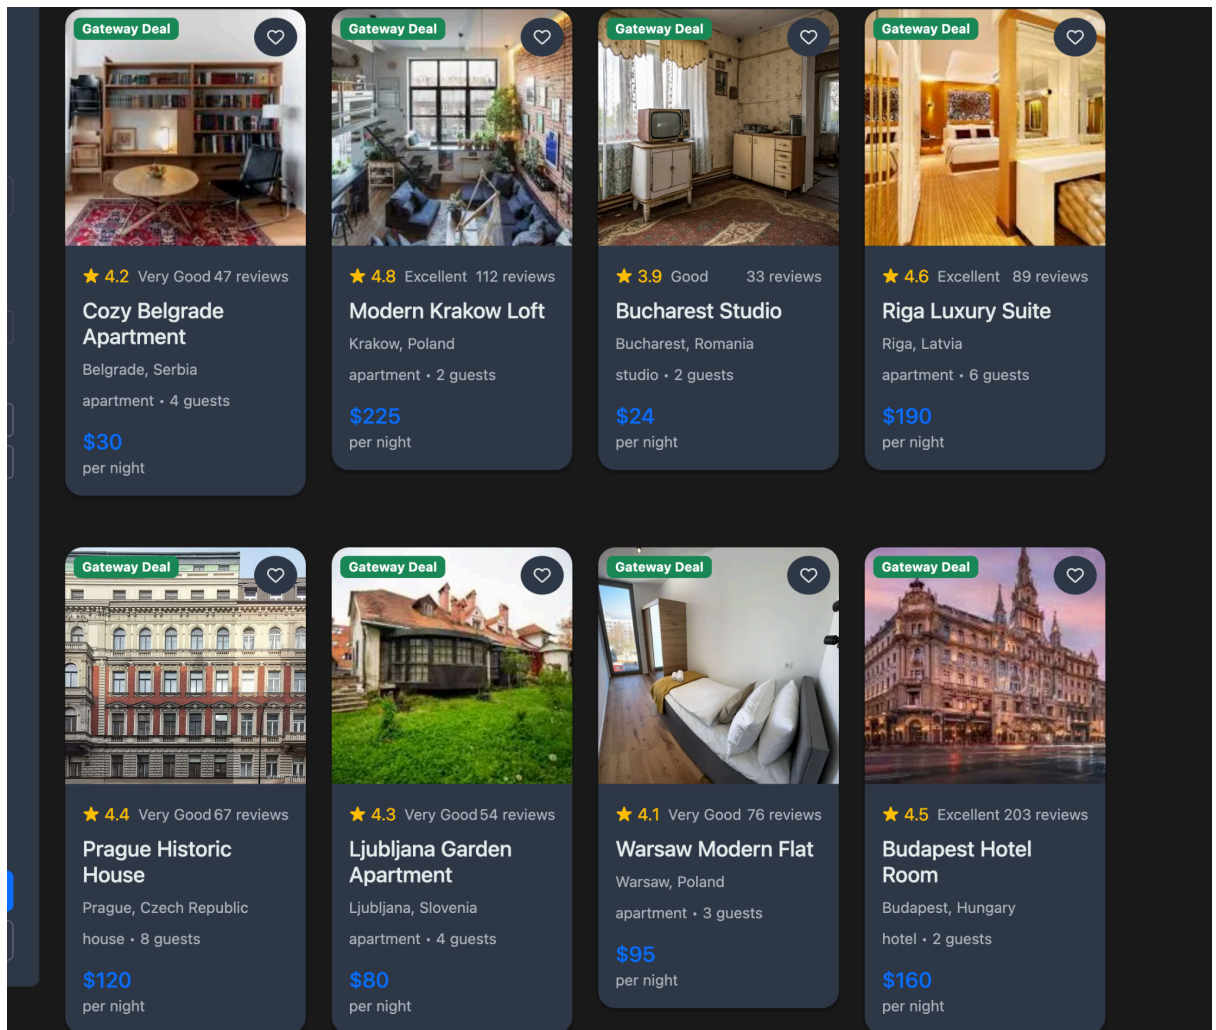 Gateway Deal
4.2 Very Good 47 reviews
Cozy Belgrade
Apartment
Belgrade, Serbia
apartment • 4 guests
$30
per night
Gateway Deal
4.8 Excellent 112 reviews
Modern Krakow Loft
Krakow, Poland
apartment • 2 guests
$225
per night
Gateway Deal
3.9 Good 33 reviews
Bucharest Studio
Bucharest, Romania
studio • 2 guests
$24
per night
Gateway Deal
4.6 Excellent 89 reviews
Riga Luxury Suite
Riga, Latvia
apartment • 6 guests
$190
per night
Gateway Deal
4.4 Very Good 67 reviews
Prague Historic
House
Prague, Czech Republic
house • 8 guests
$120
per night
Gateway Deal
4.3 Very Good 54 reviews
Ljubljana Garden
Apartment
Ljubljana, Slovenia
apartment • 4 guests
$80
per night
Gateway Deal
4.1 Very Good 76 reviews
Warsaw Modern Flat
Warsaw, Poland
apartment • 3 guests
$95
per night
Gateway Deal
4.5 Excellent 203 reviews
Budapest Hotel
Room
Budapest, Hungary
hotel • 2 guests
$160
per night